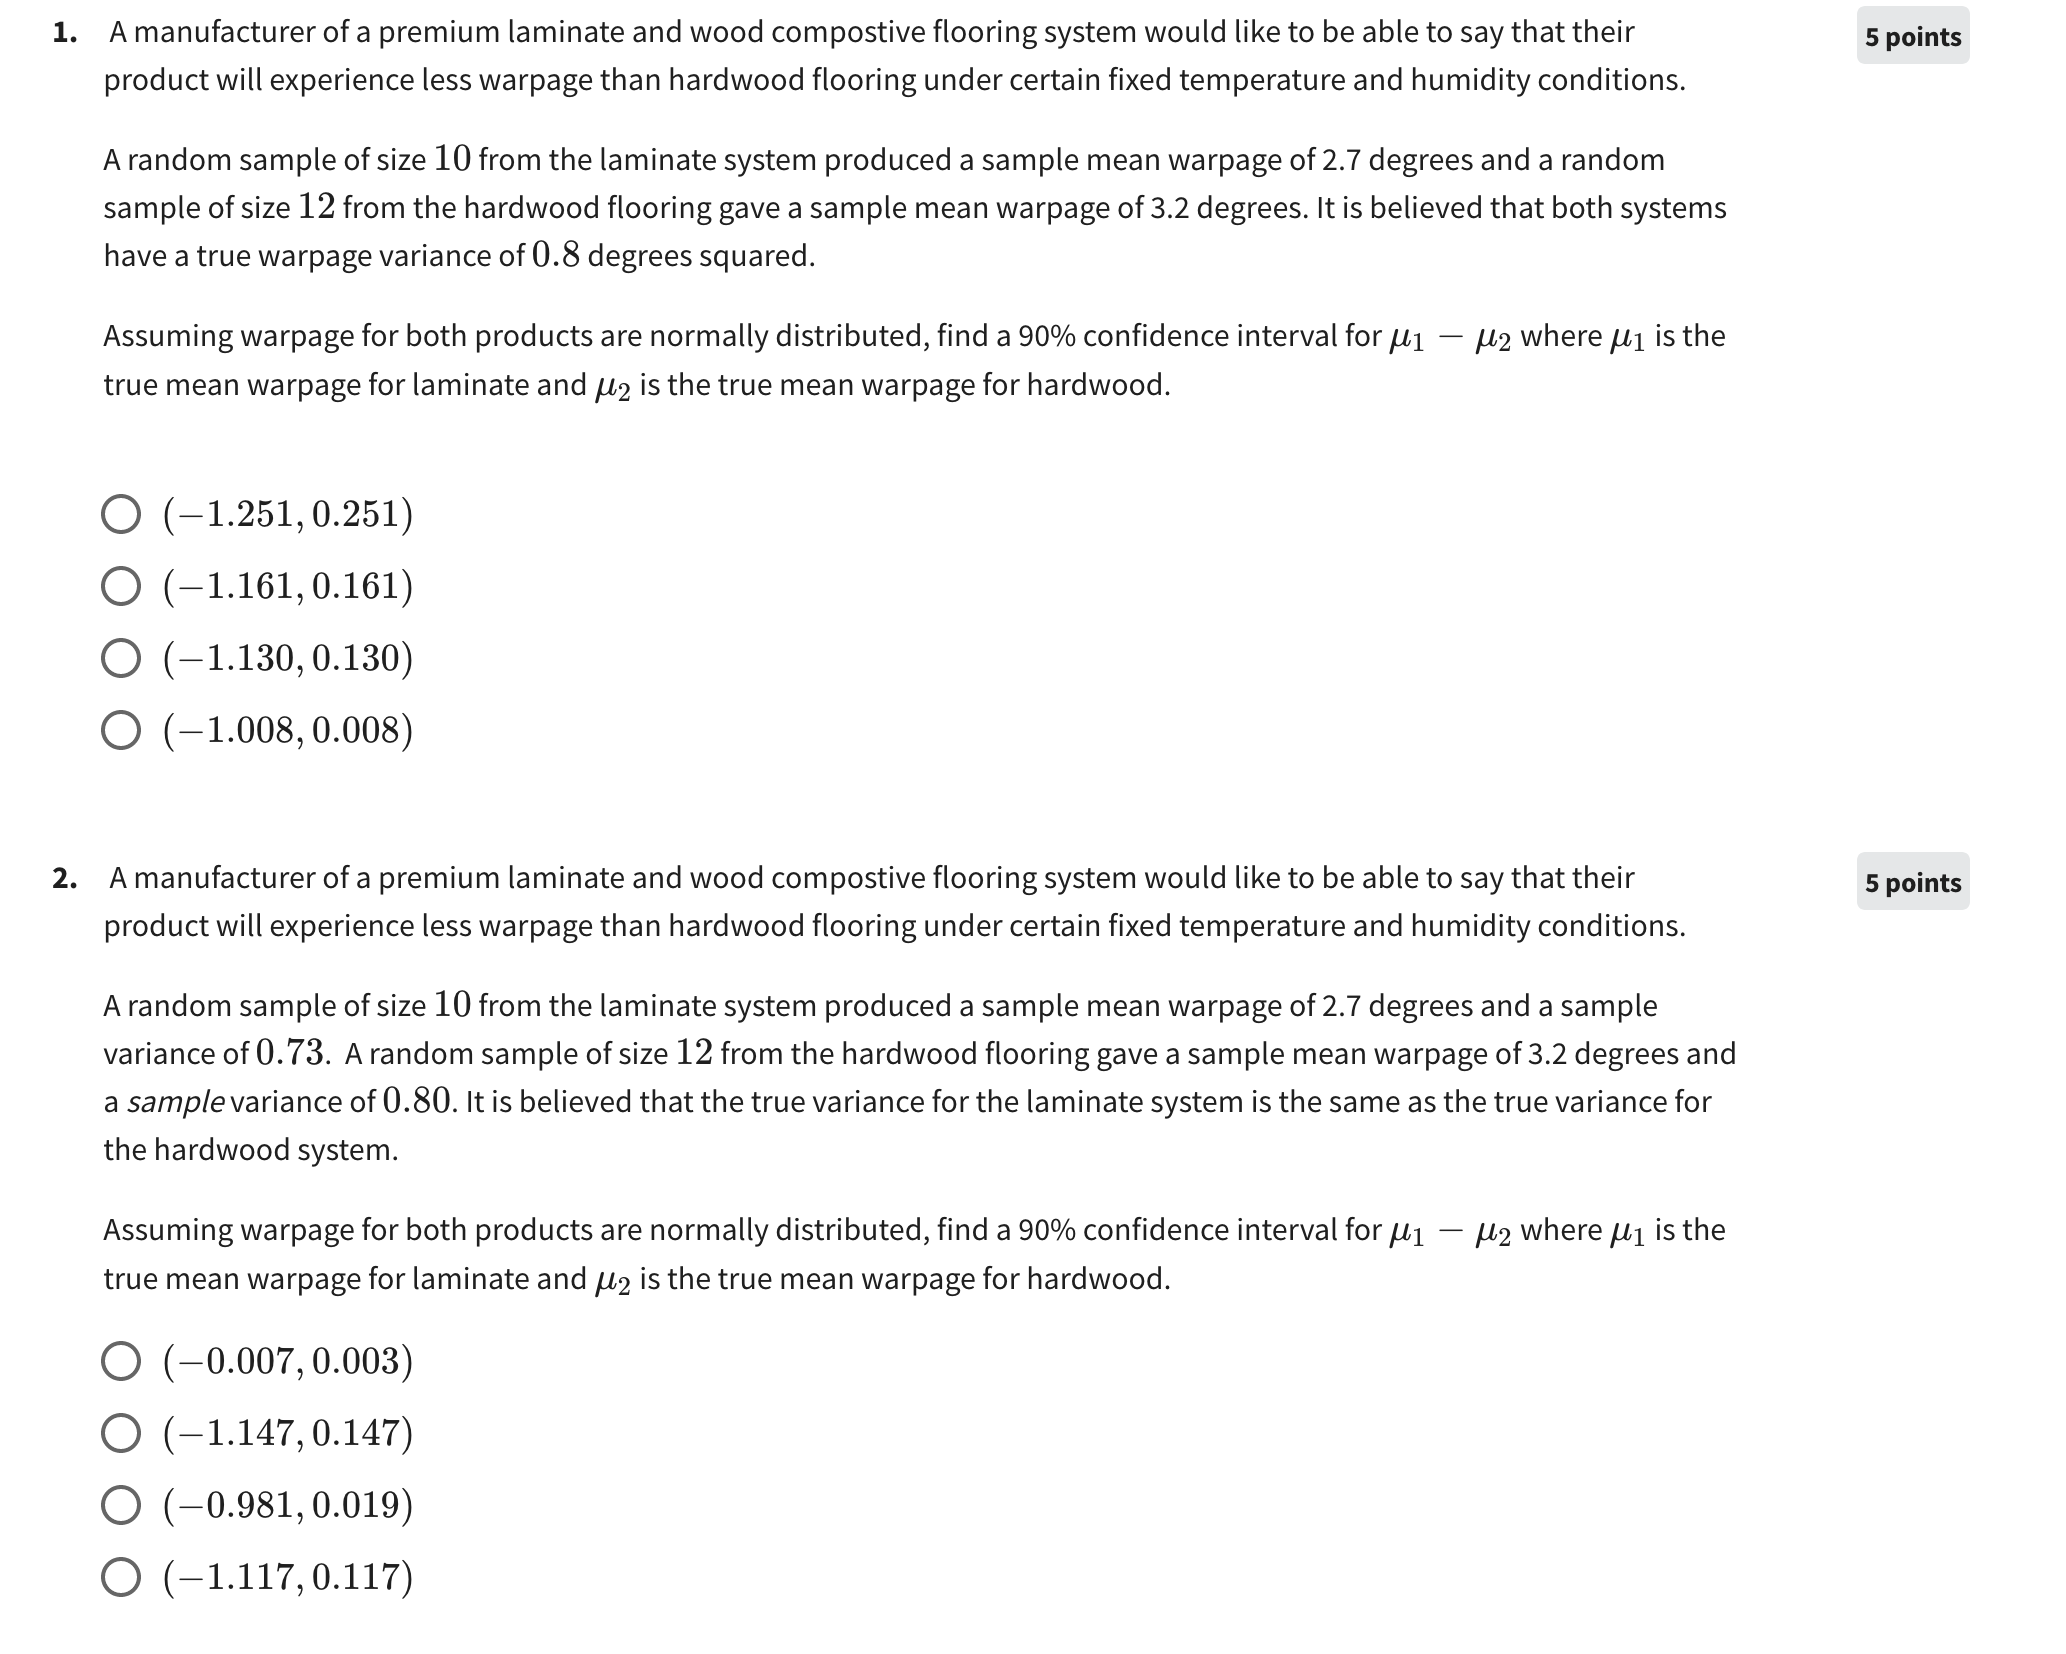 1. A manufacturer of a premium laminate and wood compostive flooring system would like to be able to say that their
5 points
product will experience less warpage than hardwood flooring under certain fixed temperature and humidity conditions.
A random sample of size 10 from the laminate system produced a sample mean warpage of 2.7 degrees and a random
sample of size 12 from the hardwood flooring gave a sample mean warpage of 3.2 degrees. It is believed that both systems
have a true warpage variance of 0.8 degrees squared.
Assuming warpage for both products are normally distributed, find a 90% confidence interval for μ₁ − μ₂ where μ₁ is the
true mean warpage for laminate and μ₂ is the true mean warpage for hardwood.
(−1.251, 0.251)
(−1.161, 0.161)
(−1.130, 0.130)
(−1.008, 0.008)
2. A manufacturer of a premium laminate and wood compostive flooring system would like to be able to say that their
5 points
product will experience less warpage than hardwood flooring under certain fixed temperature and humidity conditions.
A random sample of size 10 from the laminate system produced a sample mean warpage of 2.7 degrees and a sample
variance of 0.73. A random sample of size 12 from the hardwood flooring gave a sample mean warpage of 3.2 degrees and
a sample variance of 0.80. It is believed that the true variance for the laminate system is the same as the true variance for
the hardwood system.
Assuming warpage for both products are normally distributed, find a 90% confidence interval for μ₁ − μ₂ where μ₁ is the
true mean warpage for laminate and μ₂ is the true mean warpage for hardwood.
(−0.007, 0.003)
(−1.147, 0.147)
(−0.981, 0.019)
(−1.117, 0.117)